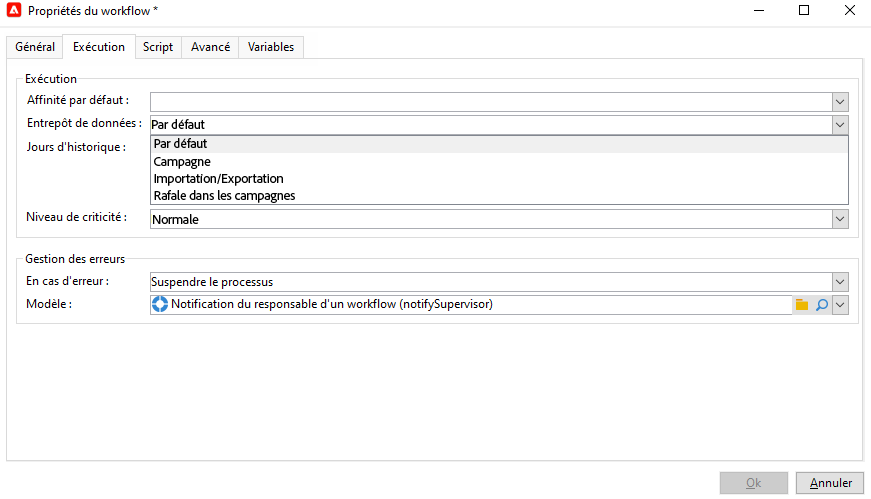 Propriétés du workflow *
Général Exécution Script Avancé Variables
Exécution
Affinité par défaut :
Entrepôt de données : Par défaut
Jours d'historique : Par défaut
Campagne
Importation/Exportation
Rafale dans les campagnes
Niveau de criticité : Normale
Gestion des erreurs
En cas d'erreur : Suspendre le processus
Modèle : Notification du responsable d'un workflow (notifySupervisor)
Ok Annuler